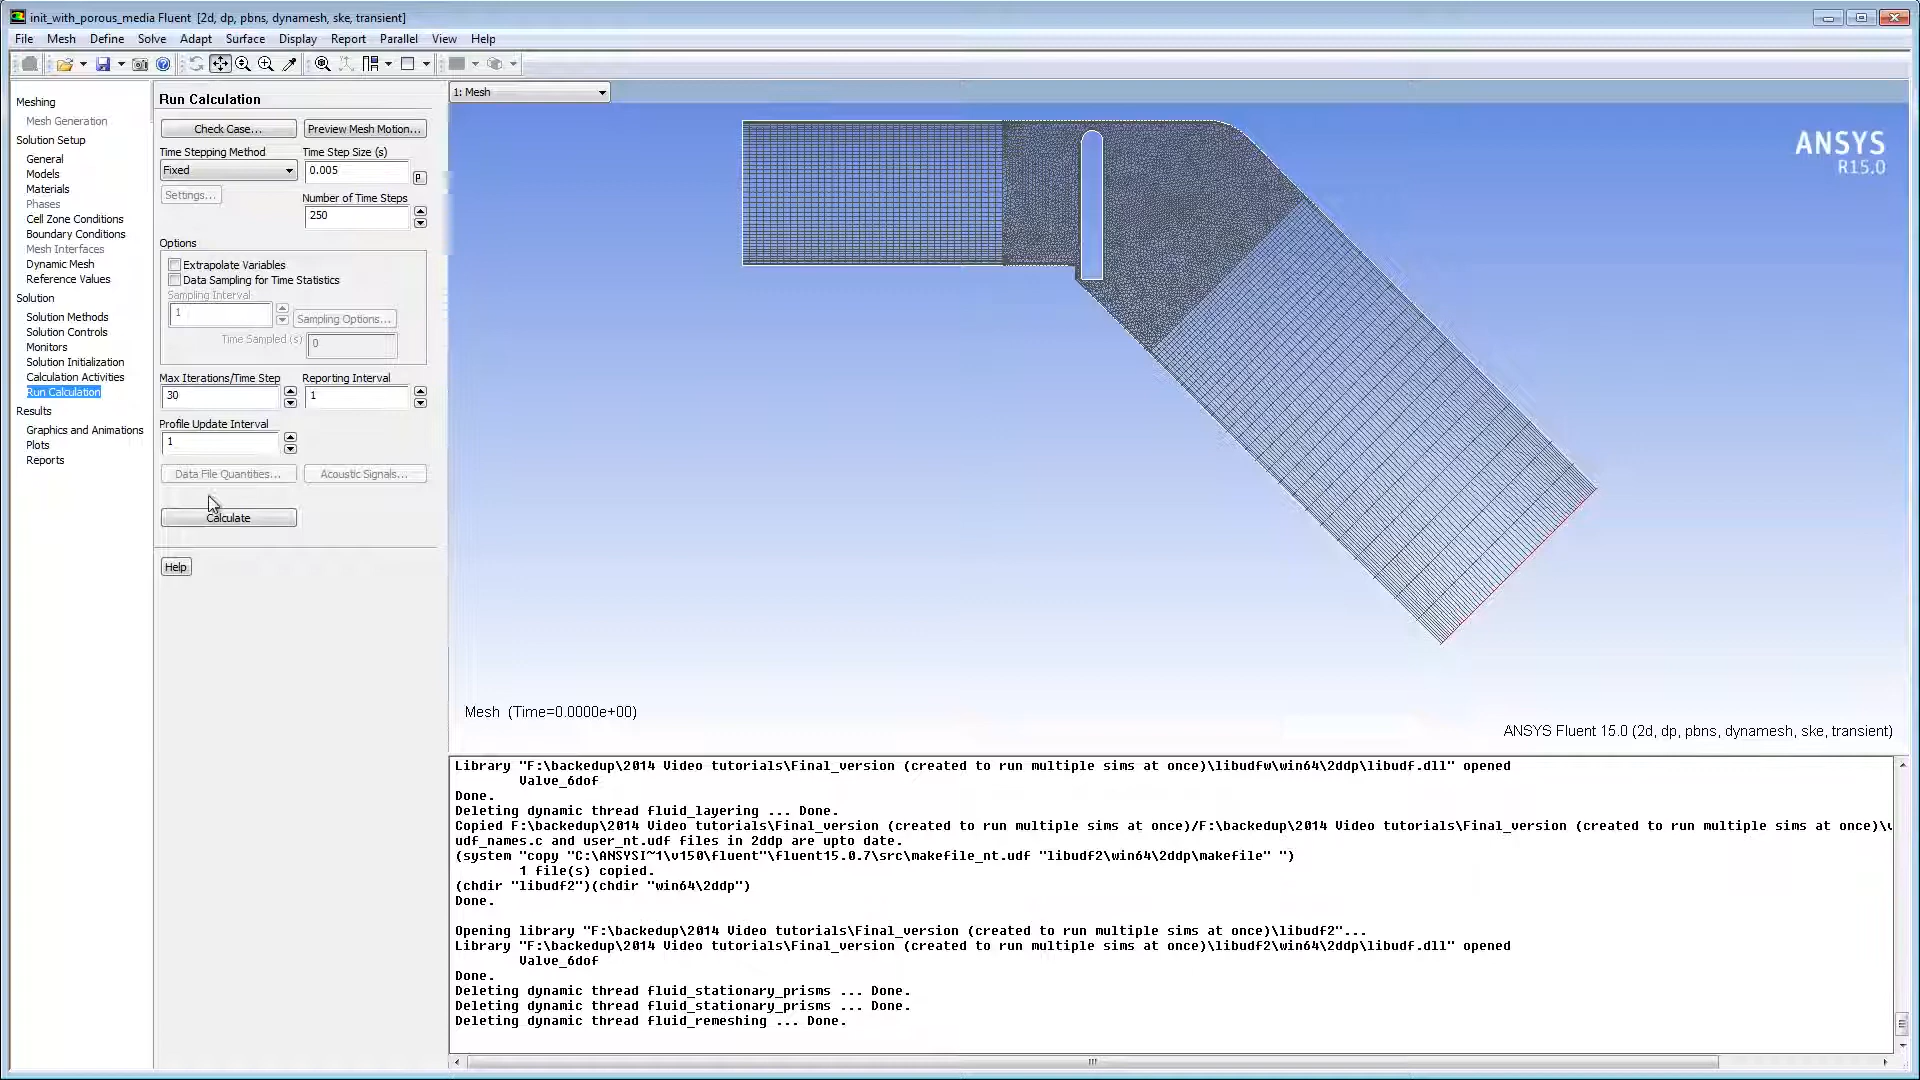 init_with_porous_media Fluent [2d, dp, pbns, dynamesh, ske, transient]
File Mesh Define Solve Adapt Surface Display Report Parallel View Help
Meshing
Mesh Generation
Solution Setup
General
Models
Materials
Phases
Cell Zone Conditions
Boundary Conditions
Mesh Interfaces
Dynamic Mesh
Reference Values
Solution
Solution Methods
Solution Controls
Monitors
Solution Initialization
Calculation Activities
Run Calculation
Results
Graphics and Animations
Plots
Reports
Run Calculation
Check Case... Preview Mesh Motion...
Time Stepping Method Time Step Size (s)
Fixed 0.005 P
Settings... Number of Time Steps
250
Options
Extrapolate Variables
Data Sampling for Time Statistics
Sampling Interval
1 Sampling Options...
Time Sampled (s) 0
Max Iterations/Time Step Reporting Interval
30 1
Profile Update Interval
1
Data File Quantities... Acoustic Signals...
Calculate
Help
1: Mesh
ANSYS
R15.0
Mesh (Time=0.0000e+00)
ANSYS Fluent 15.0 (2d, dp, pbns, dynamesh, ske, transient)
Library "F:\backedup\2014 Video tutorials\Final_version (created to run multiple sims at once)\libudfw\win64\2ddp\libudf.dll" opened
Valve_6dof
Done.
Deleting dynamic thread fluid_layering ... Done.
Copied F:\backedup\2014 Video tutorials\Final_version (created to run multiple sims at once)/F:\backedup\2014 Video tutorials\Final_version (created to run multiple sims at once)\
udf_names.c and user_nt.udf files in 2ddp are upto date.
(system "copy "C:\ANSYSI~1\v150\fluent"\fluent15.0.7\src\makefile_nt.udf "libudf2\win64\2ddp\makefile" ")
1 file(s) copied.
(chdir "libudf2")(chdir "win64\2ddp")
Done.
Opening library "F:\backedup\2014 Video tutorials\Final_version (created to run multiple sims at once)\libudf2"...
Library "F:\backedup\2014 Video tutorials\Final_version (created to run multiple sims at once)\libudf2\win64\2ddp\libudf.dll" opened
Valve_6dof
Done.
Deleting dynamic thread fluid_stationary_prisms ... Done.
Deleting dynamic thread fluid_stationary_prisms ... Done.
Deleting dynamic thread fluid_remeshing ... Done.